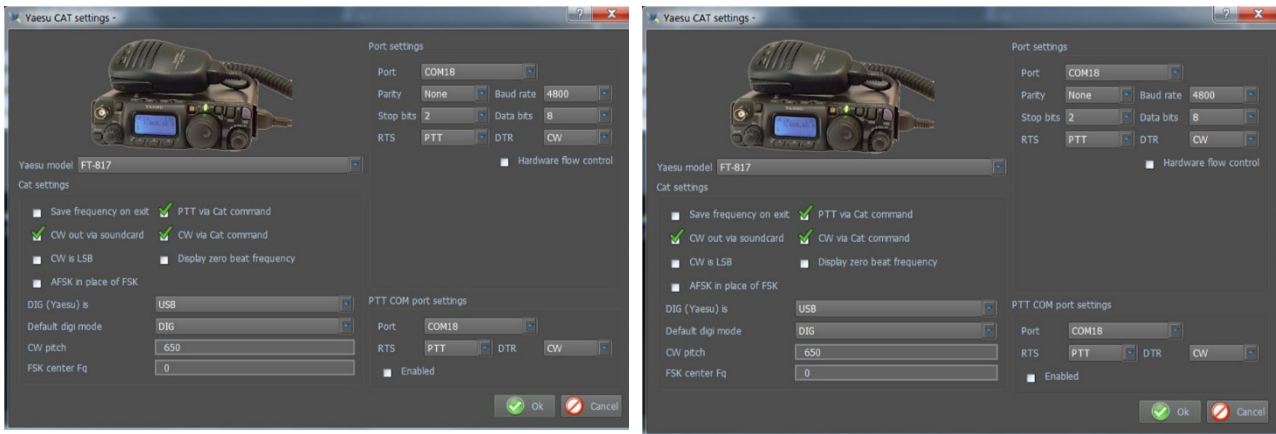 Yaesu CAT settings -
Port settings
Port COM18
Parity None Baud rate 4800
Stop bits 2 Data bits 8
RTS PTT DTR CW
Hardware flow control
Yaesu model FT-817
Cat settings
Save frequency on exit PTT via Cat command
CW out via soundcard CW via Cat command
CW is LSB Display zero beat frequency
AFSK in place of FSK
DIG (Yaesu) is USB
Default digi mode DIG
CW pitch 650
FSK center Fq 0
PTT COM port settings
Port COM18
RTS PTT DTR CW
Enabled
Ok Cancel
Yaesu CAT settings -
Port settings
Port COM18
Parity None Baud rate 4800
Stop bits 2 Data bits 8
RTS PTT DTR CW
Hardware flow control
Yaesu model FT-817
Cat settings
Save frequency on exit PTT via Cat command
CW out via soundcard CW via Cat command
CW is LSB Display zero beat frequency
AFSK in place of FSK
DIG (Yaesu) is USB
Default digi mode DIG
CW pitch 650
FSK center Fq 0
PTT COM port settings
Port COM18
RTS PTT DTR CW
Enabled
Ok Cancel